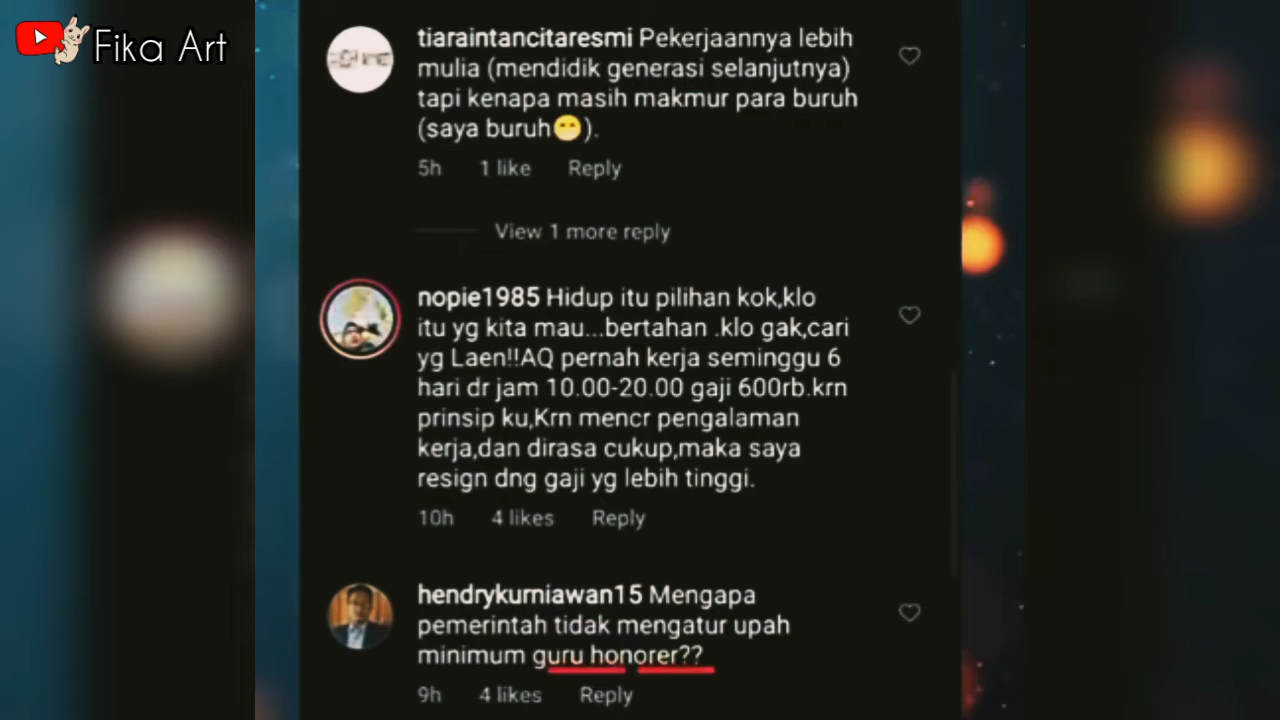 Fika Art
tiaraintancitaresmi Pekerjaannya lebih
mulia (mendidik generasi selanjutnya)
tapi kenapa masih makmur para buruh
(saya buruh😁).
5h 1 like Reply
View 1 more reply
nopie1985 Hidup itu pilihan kok,klo
itu yg kita mau...bertahan .klo gak,cari
yg Laen!!AQ pernah kerja seminggu 6
hari dr jam 10.00-20.00 gaji 600rb.krn
prinsip ku,Krn mencr pengalaman
kerja,dan dirasa cukup,maka saya
resign dng gaji yg lebih tinggi.
10h 4 likes Reply
hendrykurniawan15 Mengapa
pemerintah tidak mengatur upah
minimum guru honorer??
9h 4 likes Reply